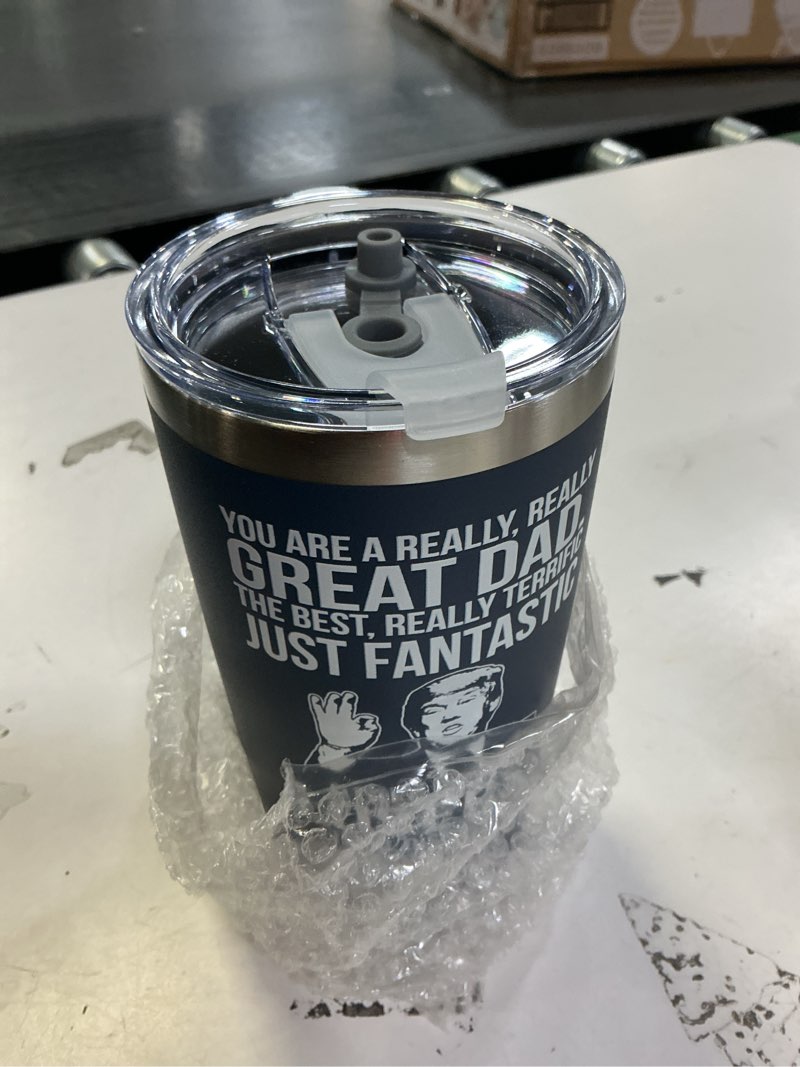 YOU ARE A REALLY, REALLY
GREAT DAD.
THE BEST, REALLY TERRIFIC
JUST FANTASTIC